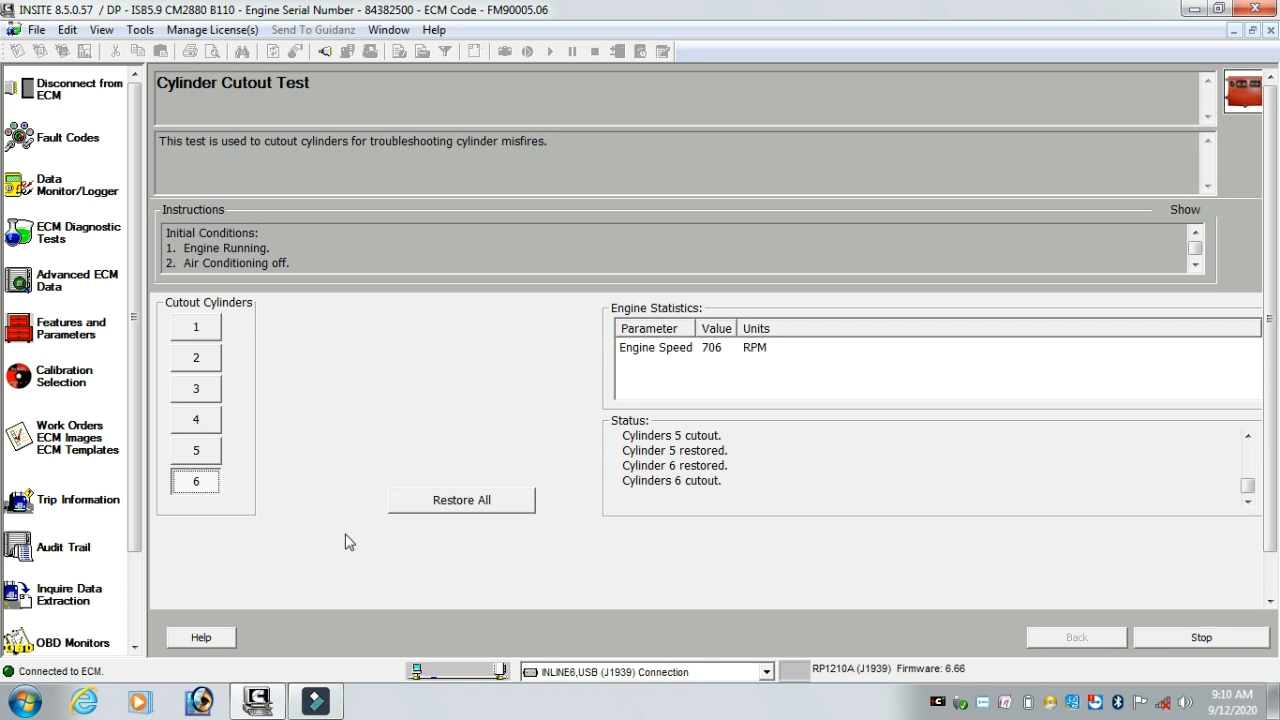 INSITE 8.5.0.57 / DP - ISB5.9 CM2880 B110 - Engine Serial Number - 84382500 - ECM Code - FM90005.06
File Edit View Tools Manage License(s) Send To Guidanz Window Help
Disconnect from
ECM
Fault Codes
Data
Monitor/Logger
ECM Diagnostic
Tests
Advanced ECM
Data
Features and
Parameters
Calibration
Selection
Work Orders
ECM Images
ECM Templates
Trip Information
Audit Trail
Inquire Data
Extraction
OBD Monitors
Cylinder Cutout Test
This test is used to cutout cylinders for troubleshooting cylinder misfires.
Instructions Show
Initial Conditions:
1. Engine Running.
2. Air Conditioning off.
Cutout Cylinders
1
2
3
4
5
6
Restore All
Engine Statistics:
Parameter Value Units
Engine Speed 706 RPM
Status:
Cylinders 5 cutout.
Cylinder 5 restored.
Cylinder 6 restored.
Cylinders 6 cutout.
Help Back Stop
Connected to ECM. INLINE6,USB (J1939) Connection RP1210A (J1939) Firmware: 6.66
9:10 AM
9/12/2020